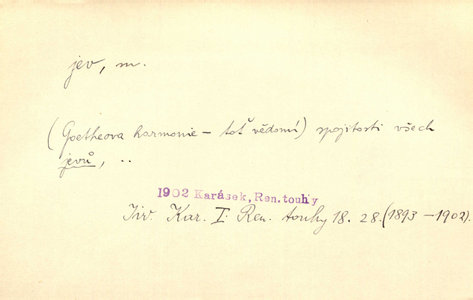 jev, m.
(Goetheova harmonie – toť vědomí) spojitosti všech
jevů, ..
1902 Karásek, Ren. touhy
Jiř. Kar. I. Ren. touhy 18. 28. (1893–1902).